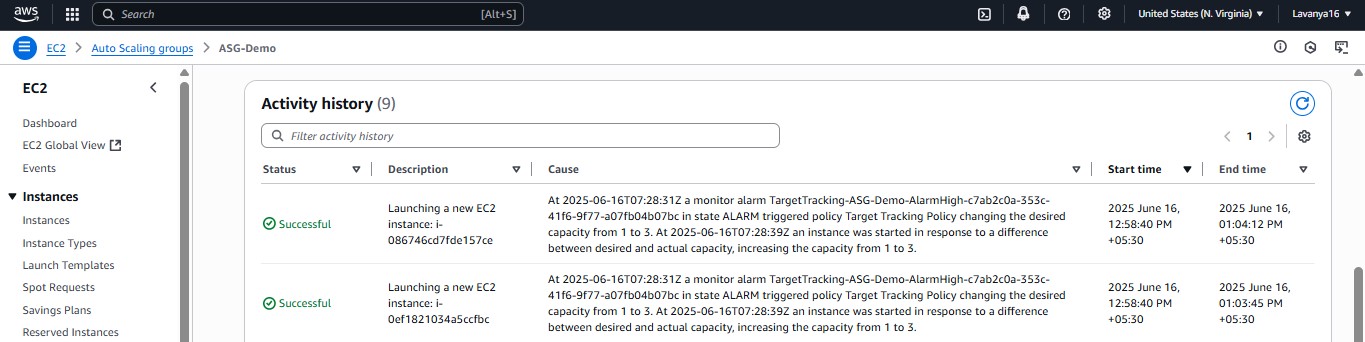 aws
Search [Alt+S]
United States (N. Virginia) Lavanya16
EC2 Auto Scaling groups ASG-Demo
EC2
Dashboard
EC2 Global View
Events
Instances
Instances
Instance Types
Launch Templates
Spot Requests
Savings Plans
Reserved Instances
Activity history (9)
Filter activity history
1
Status Description Cause Start time End time
Successful
Launching a new EC2
instance: i-
086746cd7fde157ce
At 2025-06-16T07:28:31Z a monitor alarm TargetTracking-ASG-Demo-AlarmHigh-c7ab2c0a-353c-
41f6-9f77-a07fb04b07bc in state ALARM triggered policy Target Tracking Policy changing the desired
capacity from 1 to 3. At 2025-06-16T07:28:39Z an instance was started in response to a difference
between desired and actual capacity, increasing the capacity from 1 to 3.
2025 June 16,
12:58:40 PM
+05:30
2025 June 16,
01:04:12 PM
+05:30
Successful
Launching a new EC2
instance: i-
0ef1821034a5ccfbc
At 2025-06-16T07:28:31Z a monitor alarm TargetTracking-ASG-Demo-AlarmHigh-c7ab2c0a-353c-
41f6-9f77-a07fb04b07bc in state ALARM triggered policy Target Tracking Policy changing the desired
capacity from 1 to 3. At 2025-06-16T07:28:39Z an instance was started in response to a difference
between desired and actual capacity, increasing the capacity from 1 to 3.
2025 June 16,
12:58:40 PM
+05:30
2025 June 16,
01:03:45 PM
+05:30